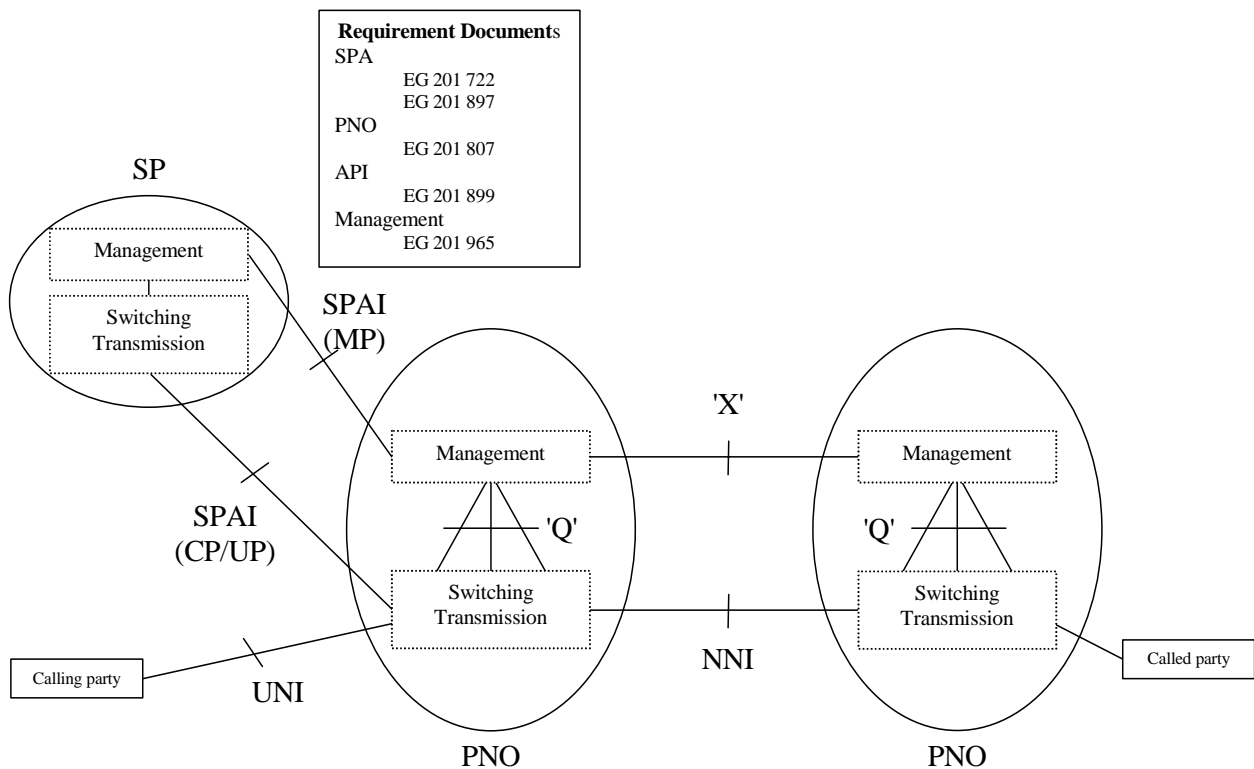 Requirement Documents
SPA
EG 201 722
EG 201 897
PNO
EG 201 807
API
EG 201 899
Management
EG 201 965
SP
Management
Switching
Transmission
SPAI
(MP)
'X'
Management
Management
SPAI
(CP/UP)
'Q'
'Q'
Switching
Transmission
Switching
Transmission
NNI
Calling party
UNI
Called party
PNO
PNO